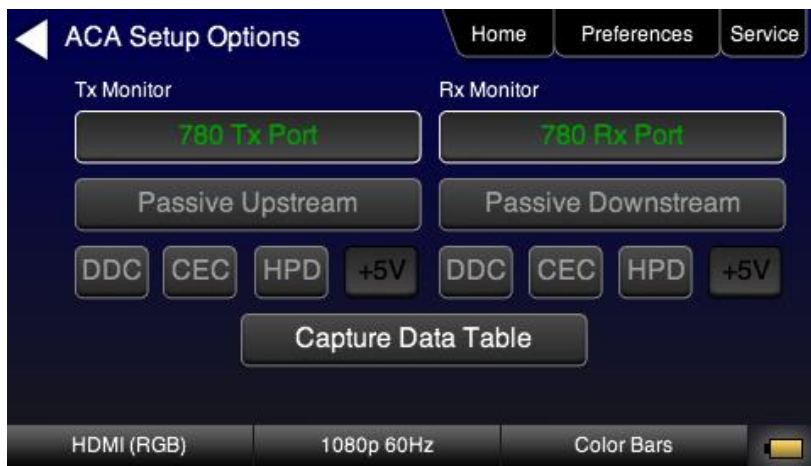 ACA Setup Options
Home
Preferences
Service
Tx Monitor
Rx Monitor
780 Tx Port
780 Rx Port
Passive Upstream
Passive Downstream
DDC
CEC
HPD
+5V
DDC
CEC
HPD
+5V
Capture Data Table
HDMI (RGB)
1080p 60Hz
Color Bars